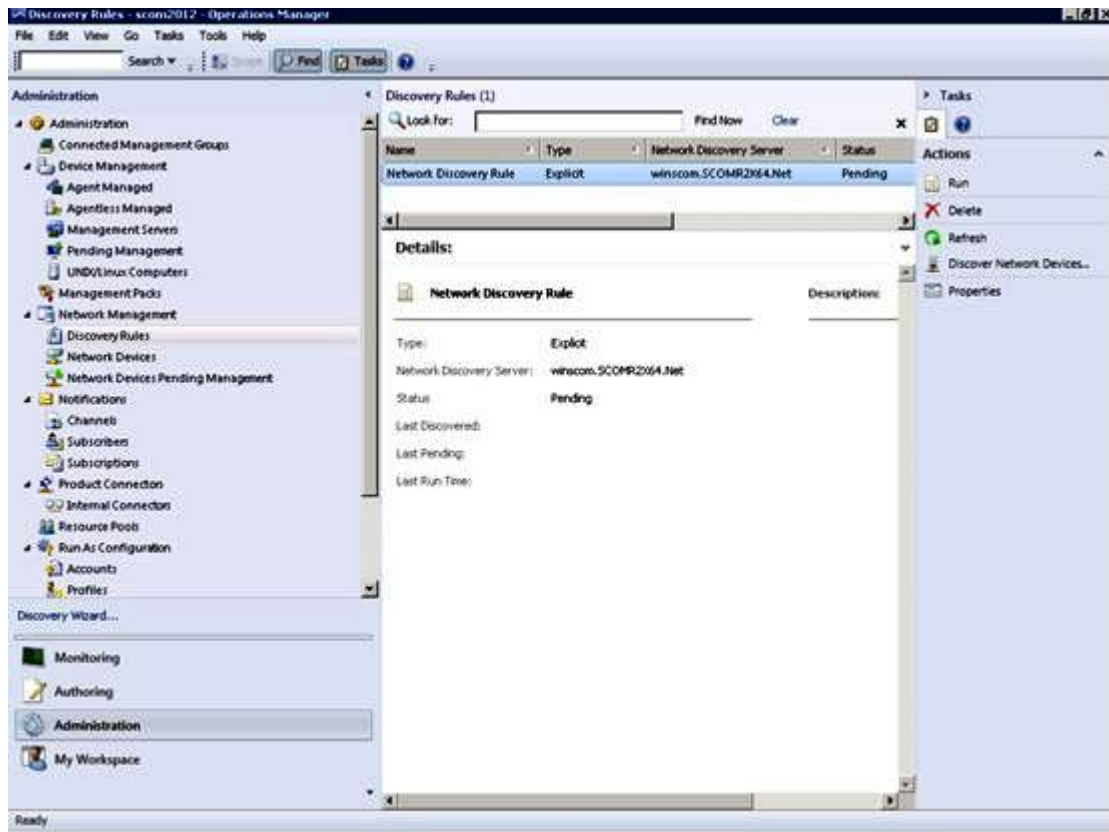 Discovery Rules - scom2012 - Operations Manager
File Edit View Go Tasks Tools Help
Search Scope Find Tasks
Administration
Administration
Connected Management Groups
Device Management
Agent Managed
Agentless Managed
Management Servers
Pending Management
UNIX/Linux Computers
Management Packs
Network Management
Discovery Rules
Network Devices
Network Devices Pending Management
Notifications
Channels
Subscribers
Subscriptions
Product Connectors
Internal Connectors
Resource Pools
Run As Configuration
Accounts
Profiles
Discovery Wizard...
Monitoring
Authoring
Administration
My Workspace
Discovery Rules (1)
Look for: Find Now Clear
Name Type Network Discovery Server Status
Network Discovery Rule Explicit winscom.SCOMR2X64.Net Pending
Details:
Network Discovery Rule Description:
Type: Explicit
Network Discovery Server: winscom.SCOMR2X64.Net
Status Pending
Last Discovered:
Last Pending:
Last Run Time:
Tasks
Actions
Run
Delete
Refresh
Discover Network Devices...
Properties
Ready